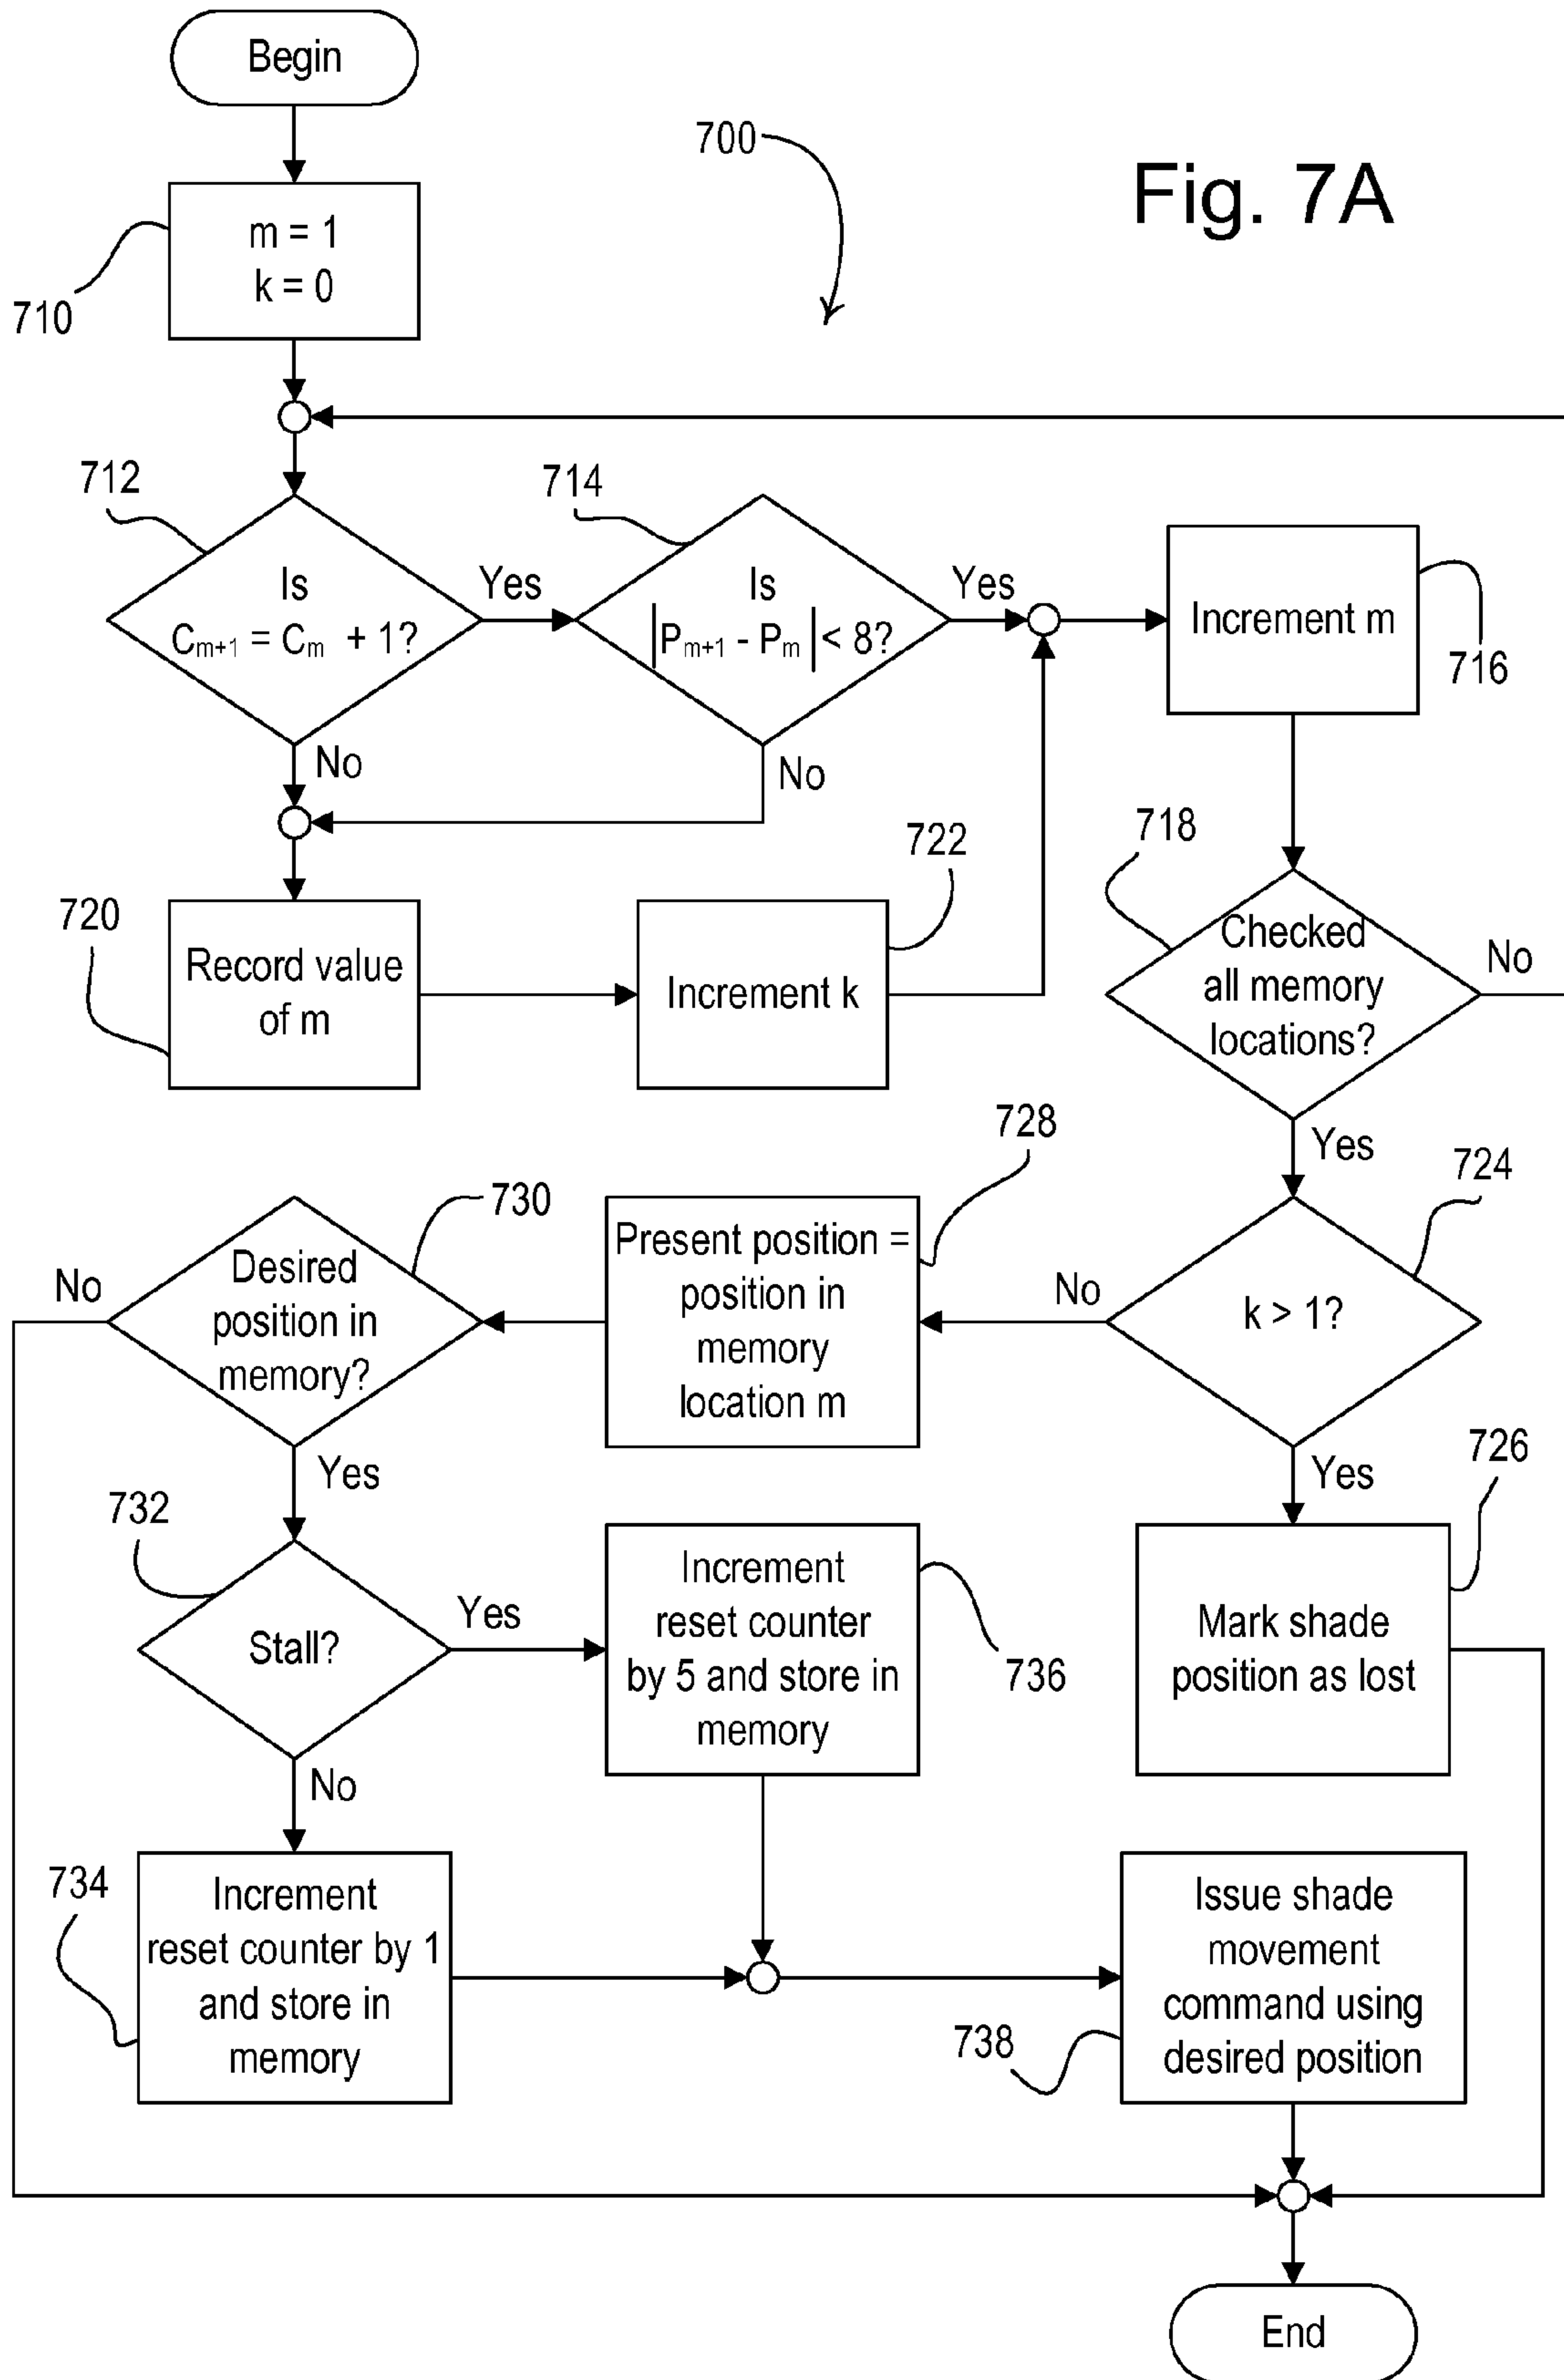 Begin
700
Fig. 7A
m = 1
k = 0
710
712
714
Is
Cm+1 = Cm + 1?
Yes
Is
|Pm+1 - Pm| < 8?
Yes
Increment m
716
No
No
718
720
722
Record value
of m
Increment k
Checked
all memory
locations?
No
Yes
728
724
730
Desired
position in
memory?
No
Present position =
position in
memory
location m
No
k > 1?
Yes
Yes
726
732
Stall?
Yes
Increment
reset counter
by 5 and store in
memory
736
Mark shade
position as lost
No
734
Increment
reset counter by 1
and store in
memory
Issue shade
movement
command using
desired position
738
End